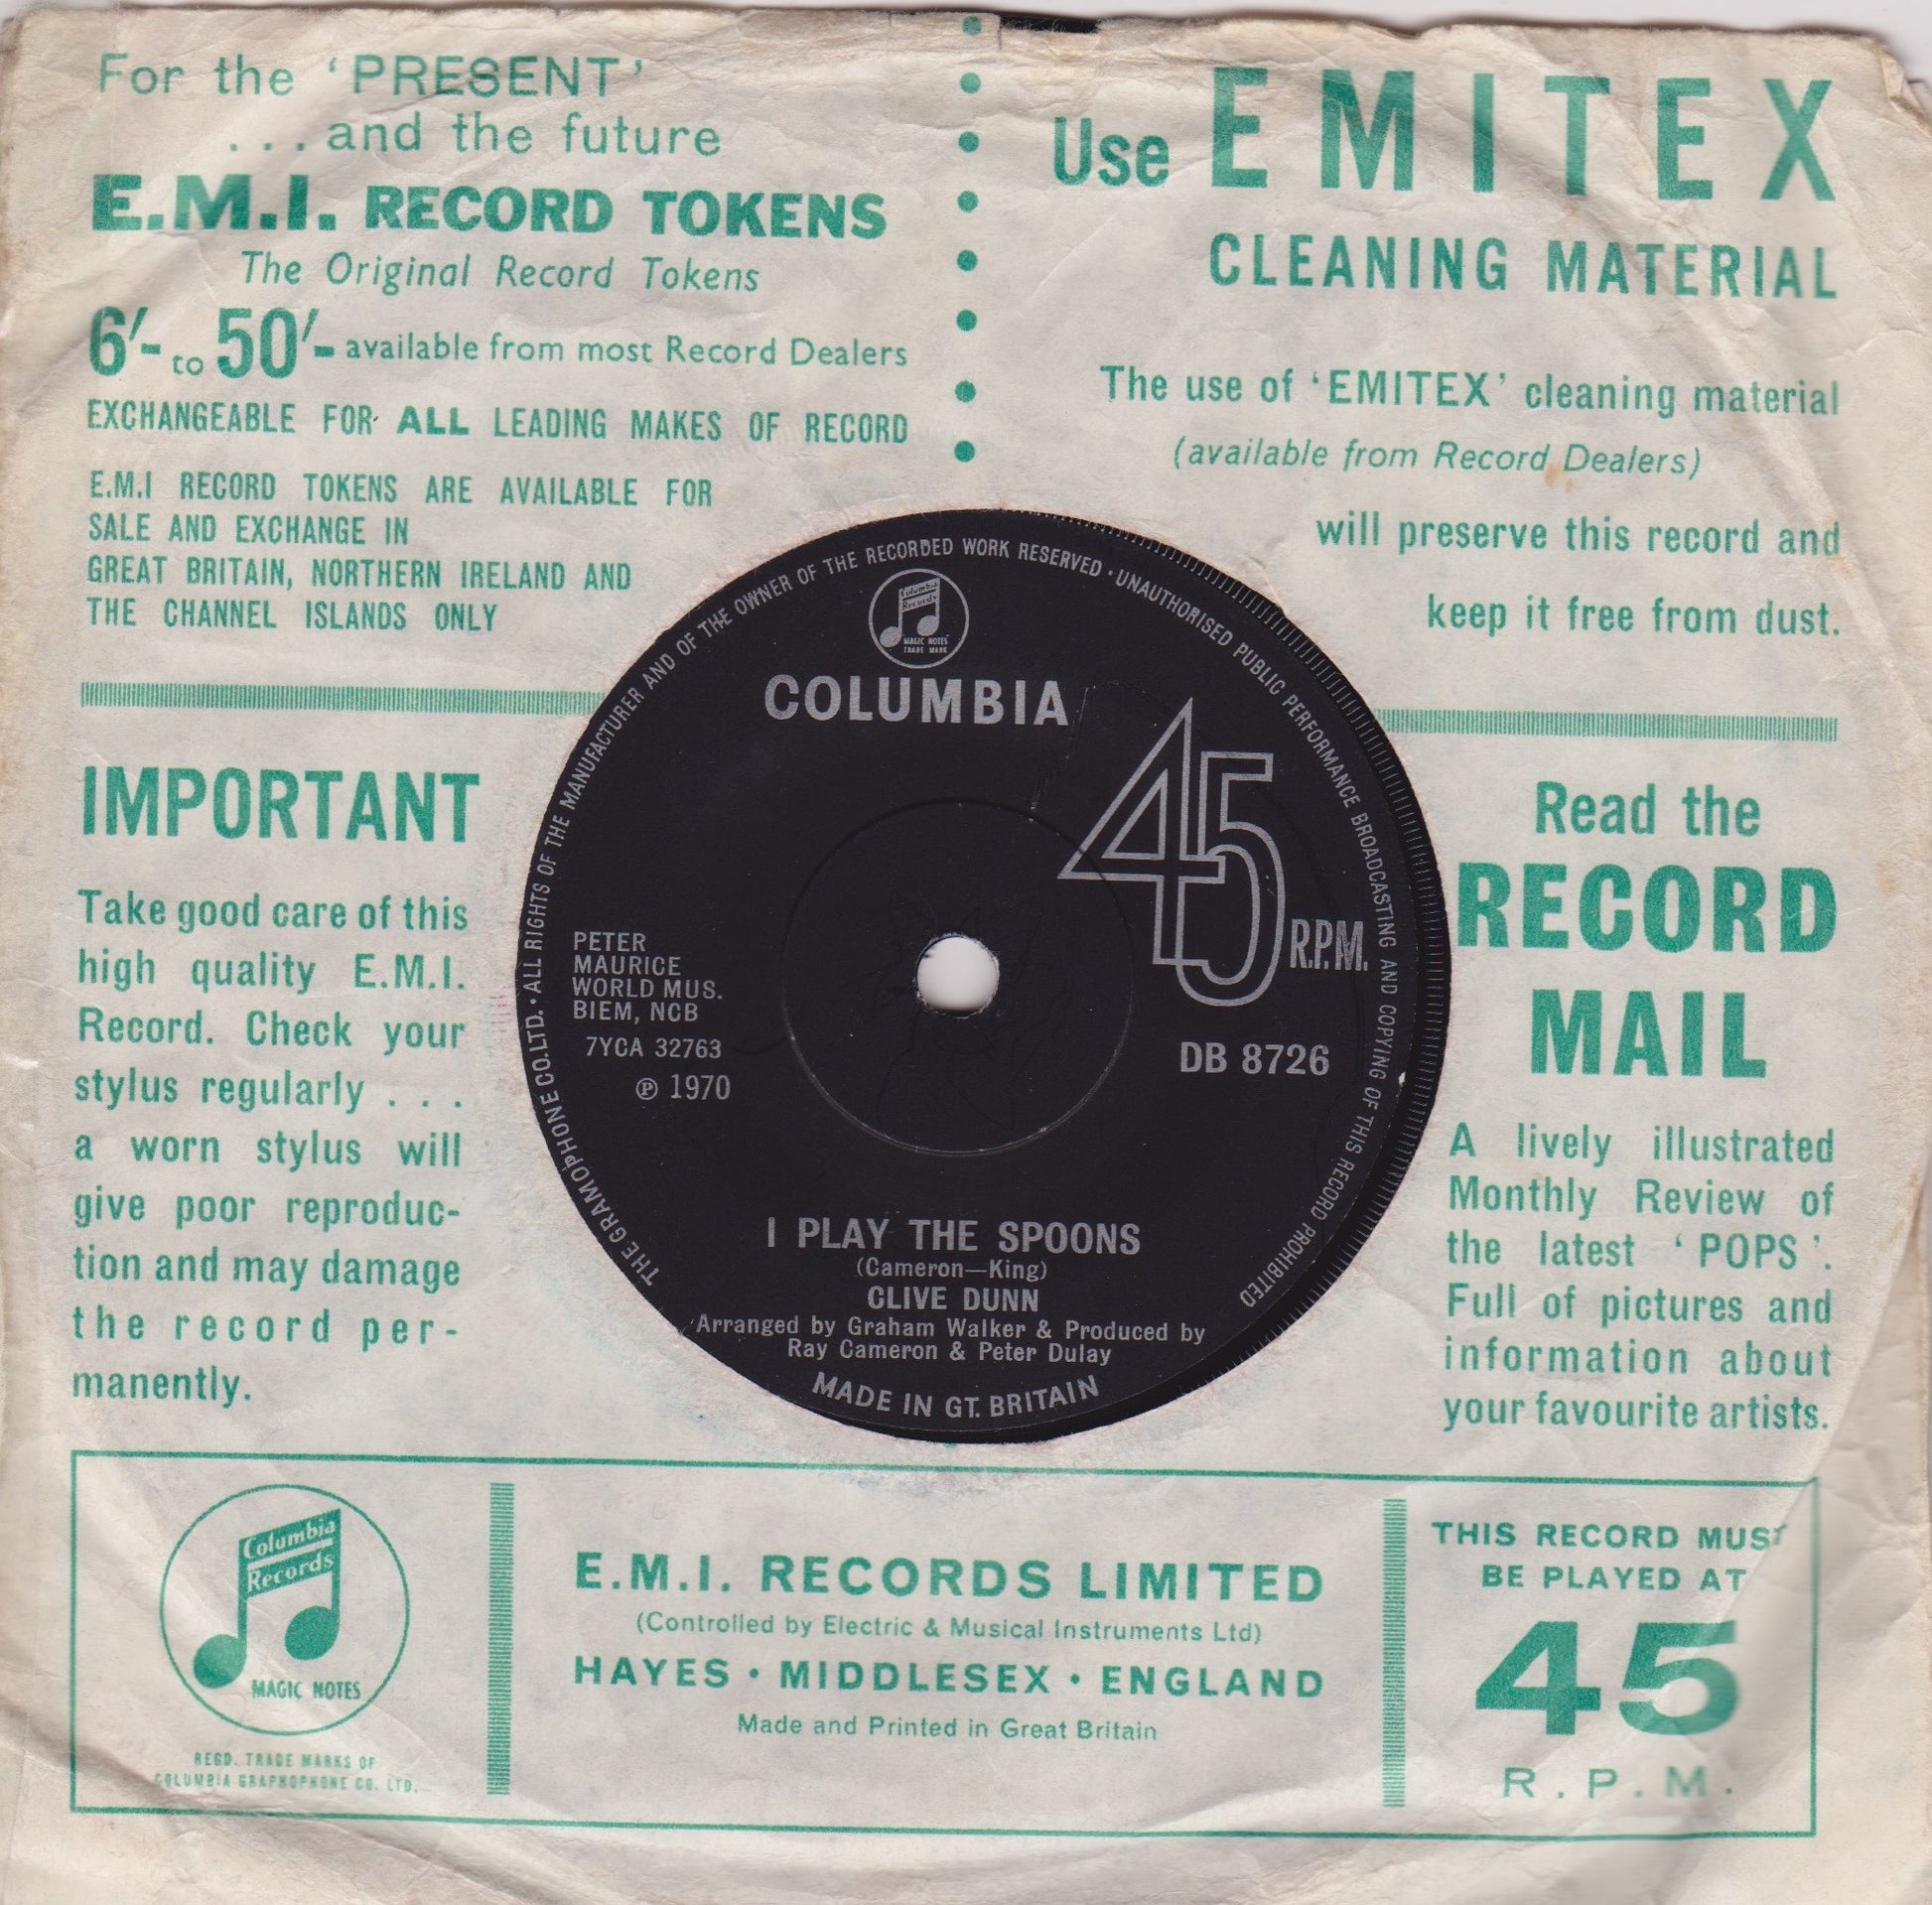 For the ‘PRESENT’
...and the future
E.M.I. RECORD TOKENS
The Original Record Tokens
6/- to 50/- available from most Record Dealers
EXCHANGEABLE FOR ALL LEADING MAKES OF RECORD
E.M.I RECORD TOKENS ARE AVAILABLE FOR
SALE AND EXCHANGE IN
GREAT BRITAIN, NORTHERN IRELAND AND
THE CHANNEL ISLANDS ONLY
Use EMITEX
CLEANING MATERIAL
The use of ‘EMITEX’ cleaning material
(available from Record Dealers)
will preserve this record and
keep it free from dust.
IMPORTANT
Take good care of this
high quality E.M.I.
Record. Check your
stylus regularly . . .
a worn stylus will
give poor reproduc-
tion and may damage
the record per-
manently.
THE GRAMOPHONE CO. LTD. · ALL RIGHTS OF THE MANUFACTURER AND OF THE OWNER OF THE RECORDED WORK RESERVED · UNAUTHORISED PUBLIC PERFORMANCE BROADCASTING AND COPYING OF THIS RECORD PROHIBITED
Columbia
Records
MAGIC NOTES
TRADE MARK
COLUMBIA
45 R.P.M.
PETER
MAURICE
WORLD MUS.
BIEM, NCB
7YCA 32763
℗ 1970
DB 8726
I PLAY THE SPOONS
(Cameron—King)
CLIVE DUNN
Arranged by Graham Walker & Produced by
Ray Cameron & Peter Dulay
MADE IN GT. BRITAIN
Read the
RECORD
MAIL
A lively illustrated
Monthly Review of
the latest ‘POPS’.
Full of pictures and
information about
your favourite artists.
Columbia
Records
MAGIC NOTES
REGD. TRADE MARKS OF
COLUMBIA GRAPHOPHONE CO. LTD.
E.M.I. RECORDS LIMITED
(Controlled by Electric & Musical Instruments Ltd)
HAYES · MIDDLESEX · ENGLAND
Made and Printed in Great Britain
THIS RECORD MUST
BE PLAYED AT
45
R.P.M.